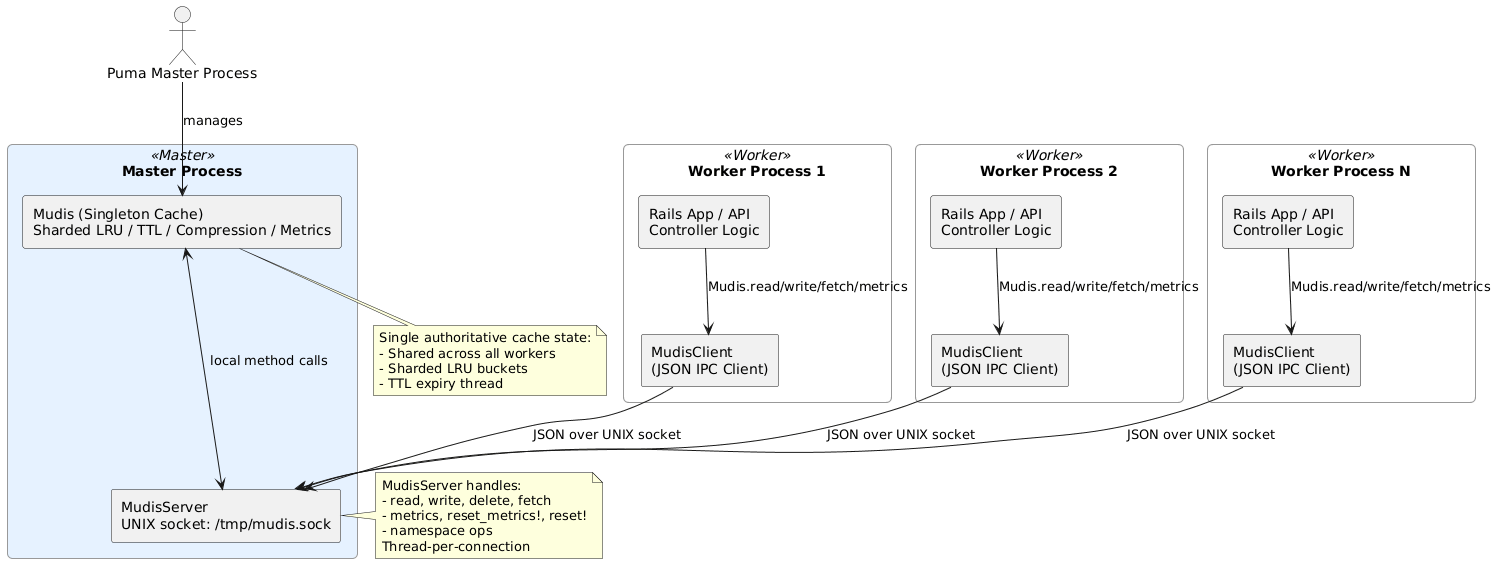 Puma Master Process
manages
«Master»
Master Process
Mudis (Singleton Cache)
Sharded LRU / TTL / Compression / Metrics
local method calls
Single authoritative cache state:
- Shared across all workers
- Sharded LRU buckets
- TTL expiry thread
MudisServer
UNIX socket: /tmp/mudis.sock
MudisServer handles:
- read, write, delete, fetch
- metrics, reset_metrics!, reset!
- namespace ops
Thread-per-connection
«Worker»
Worker Process 1
Rails App / API
Controller Logic
Mudis.read/write/fetch/metrics
MudisClient
(JSON IPC Client)
JSON over UNIX socket
«Worker»
Worker Process 2
Rails App / API
Controller Logic
Mudis.read/write/fetch/metrics
MudisClient
(JSON IPC Client)
JSON over UNIX socket
«Worker»
Worker Process N
Rails App / API
Controller Logic
Mudis.read/write/fetch/metrics
MudisClient
(JSON IPC Client)
JSON over UNIX socket